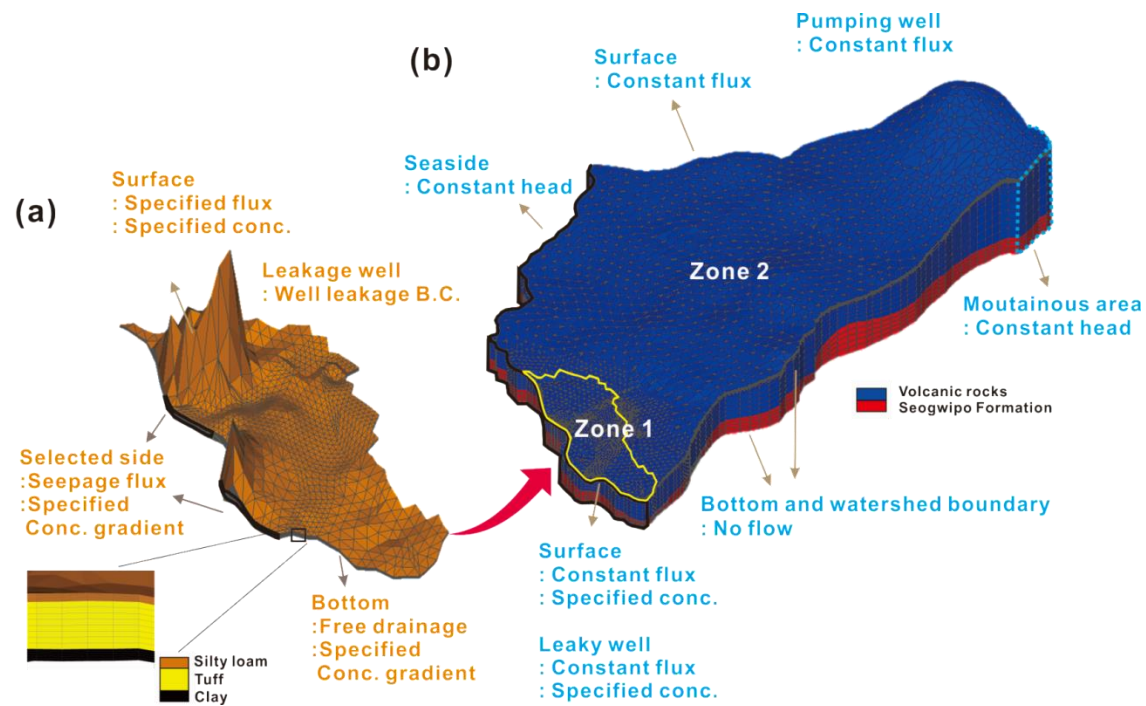 (a)
Surface
: Specified flux
: Specified conc.
Leakage well
: Well leakage B.C.
Selected side
:Seepage flux
:Specified
Conc. gradient
Bottom
:Free drainage
:Specified
Conc. gradient
Silty loam
Tuff
Clay
(b)
Pumping well
: Constant flux
Surface
: Constant flux
Seaside
: Constant head
Zone 2
Zone 1
Moutainous area
: Constant head
Volcanic rocks
Seogwipo Formation
Bottom and watershed boundary
: No flow
Surface
: Constant flux
: Specified conc.
Leaky well
: Constant flux
: Specified conc.